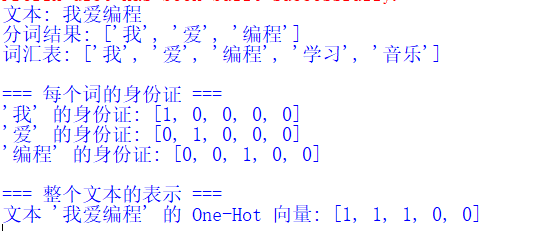 文本: 我爱编程
分词结果: ['我', '爱', '编程']
词汇表: ['我', '爱', '编程', '学习', '音乐']
=== 每个词的身份证 ===
'我' 的身份证: [1, 0, 0, 0, 0]
'爱' 的身份证: [0, 1, 0, 0, 0]
'编程' 的身份证: [0, 0, 1, 0, 0]
=== 整个文本的表示 ===
文本 '我爱编程' 的 One-Hot 向量: [1, 1, 1, 0, 0]